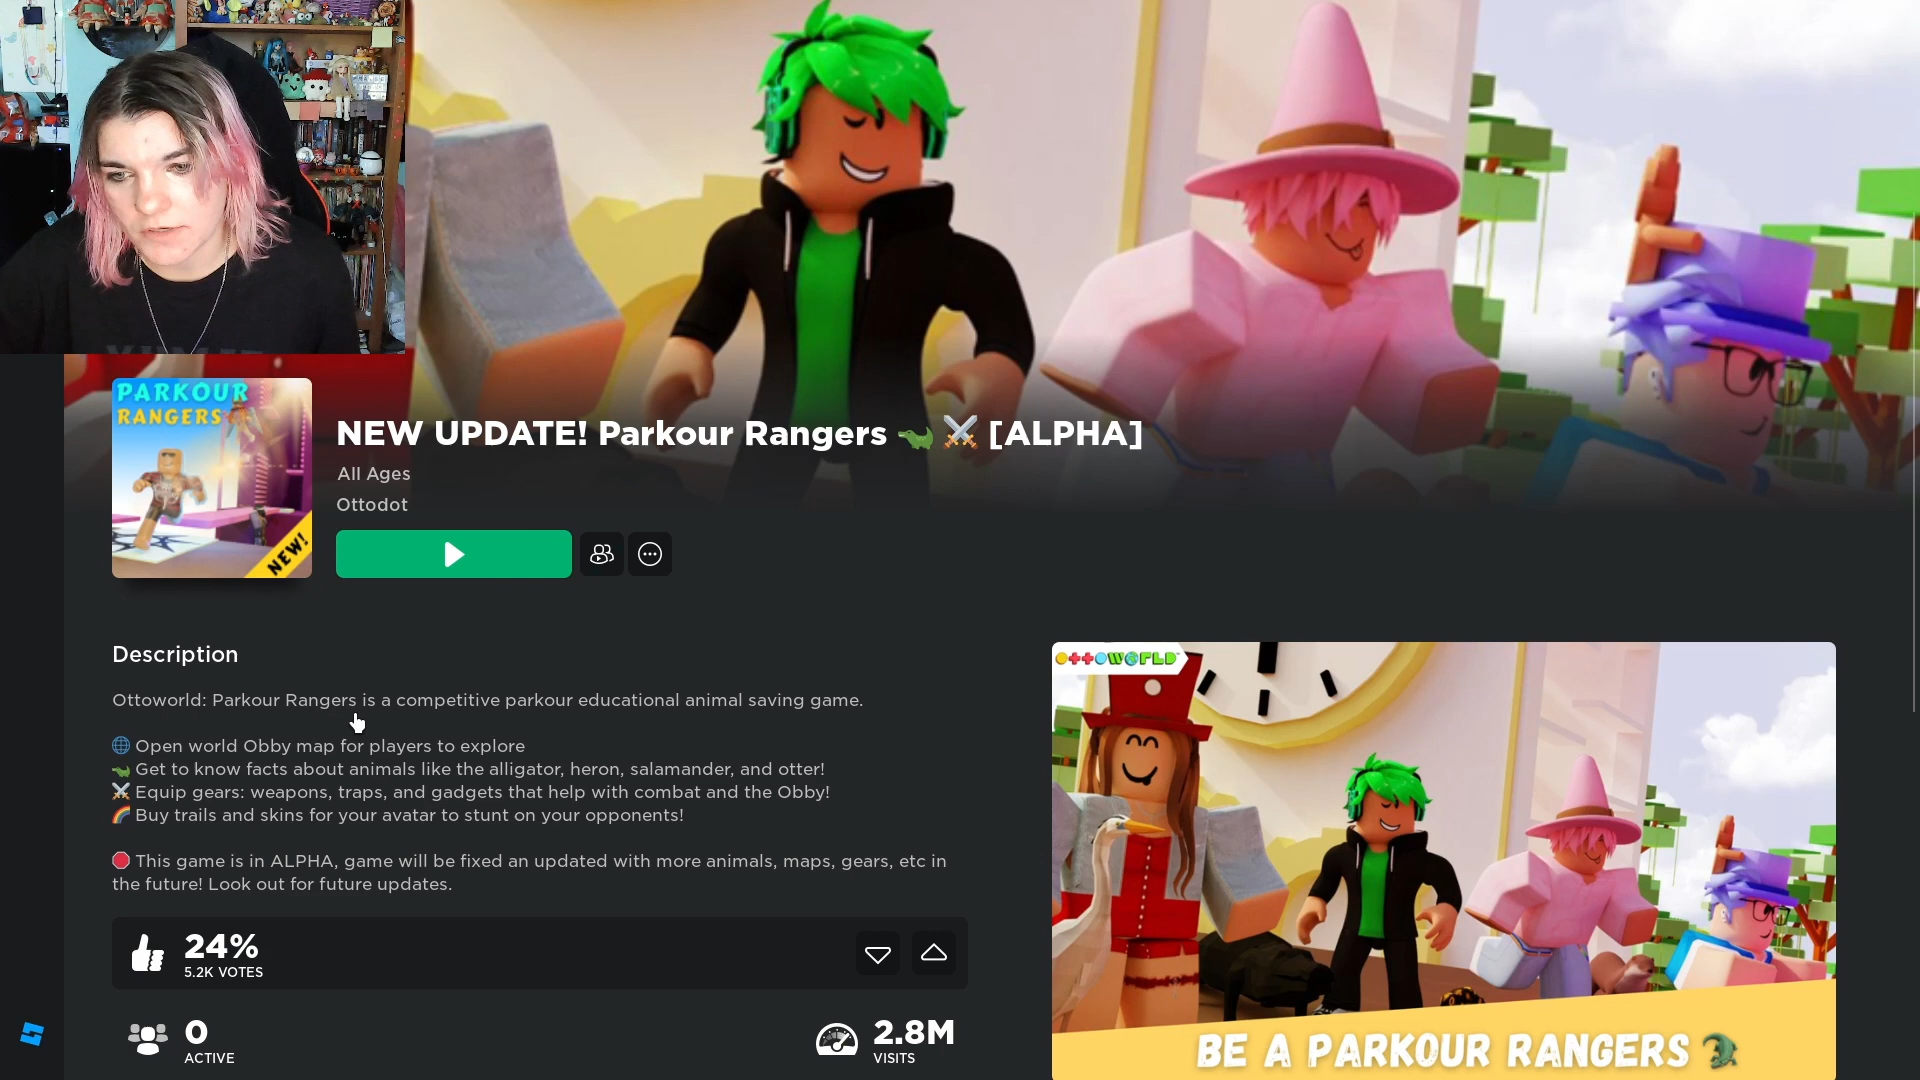 PARKOUR
RANGERS
NEW!
NEW UPDATE! Parkour Rangers 🐊 ⚔️ [ALPHA]
All Ages
Ottodot
Description
Ottoworld: Parkour Rangers is a competitive parkour educational animal saving game.
🌐 Open world Obby map for players to explore
🐊 Get to know facts about animals like the alligator, heron, salamander, and otter!
⚔️ Equip gears: weapons, traps, and gadgets that help with combat and the Obby!
🌈 Buy trails and skins for your avatar to stunt on your opponents!
🛑 This game is in ALPHA, game will be fixed an updated with more animals, maps, gears, etc in
the future! Look out for future updates.
24%
5.2K VOTES
0
ACTIVE
2.8M
VISITS
OTTOWORLD
BE A PARKOUR RANGERS 🐊